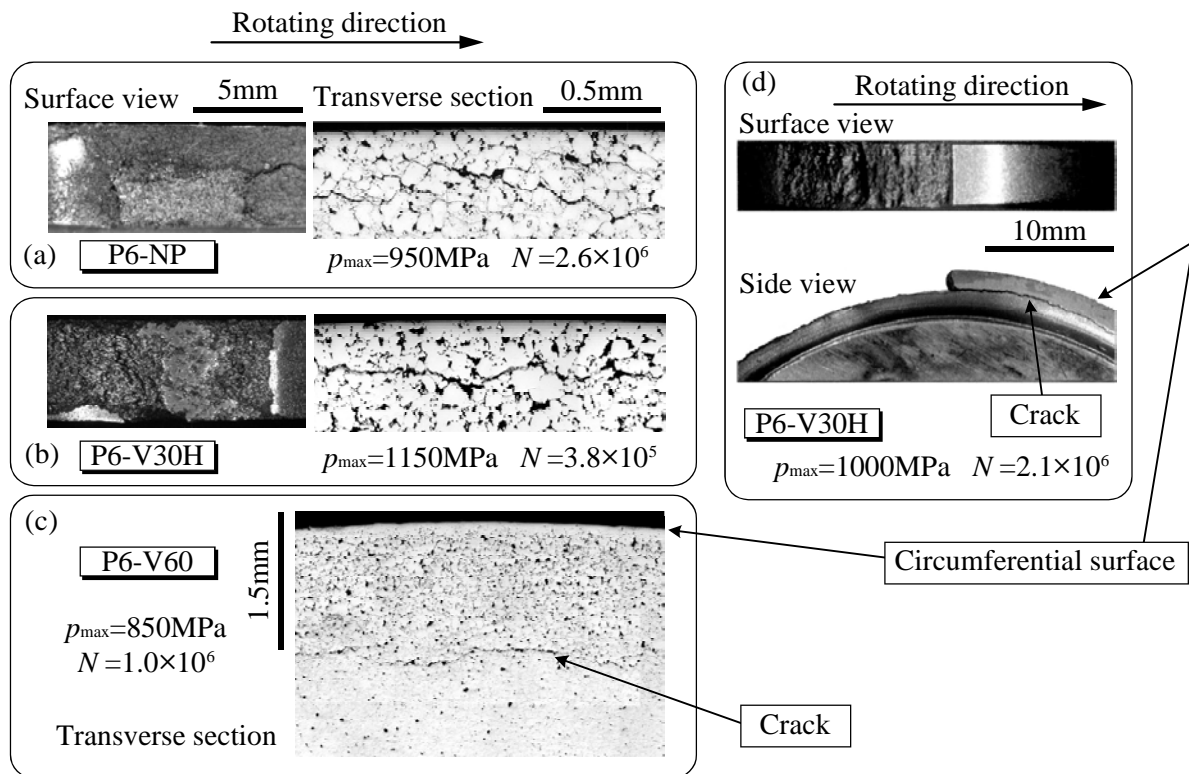 Rotating direction
Surface view
5mm
Transverse section
0.5mm
(a)
P6-NP
pmax=950MPa N=2.6×10⁶
(b)
P6-V30H
pmax=1150MPa N=3.8×10⁵
(c)
P6-V60
pmax=850MPa
N=1.0×10⁶
Transverse section
1.5mm
Crack
(d)
Rotating direction
Surface view
10mm
Side view
Crack
P6-V30H
pmax=1000MPa N=2.1×10⁶
Circumferential surface